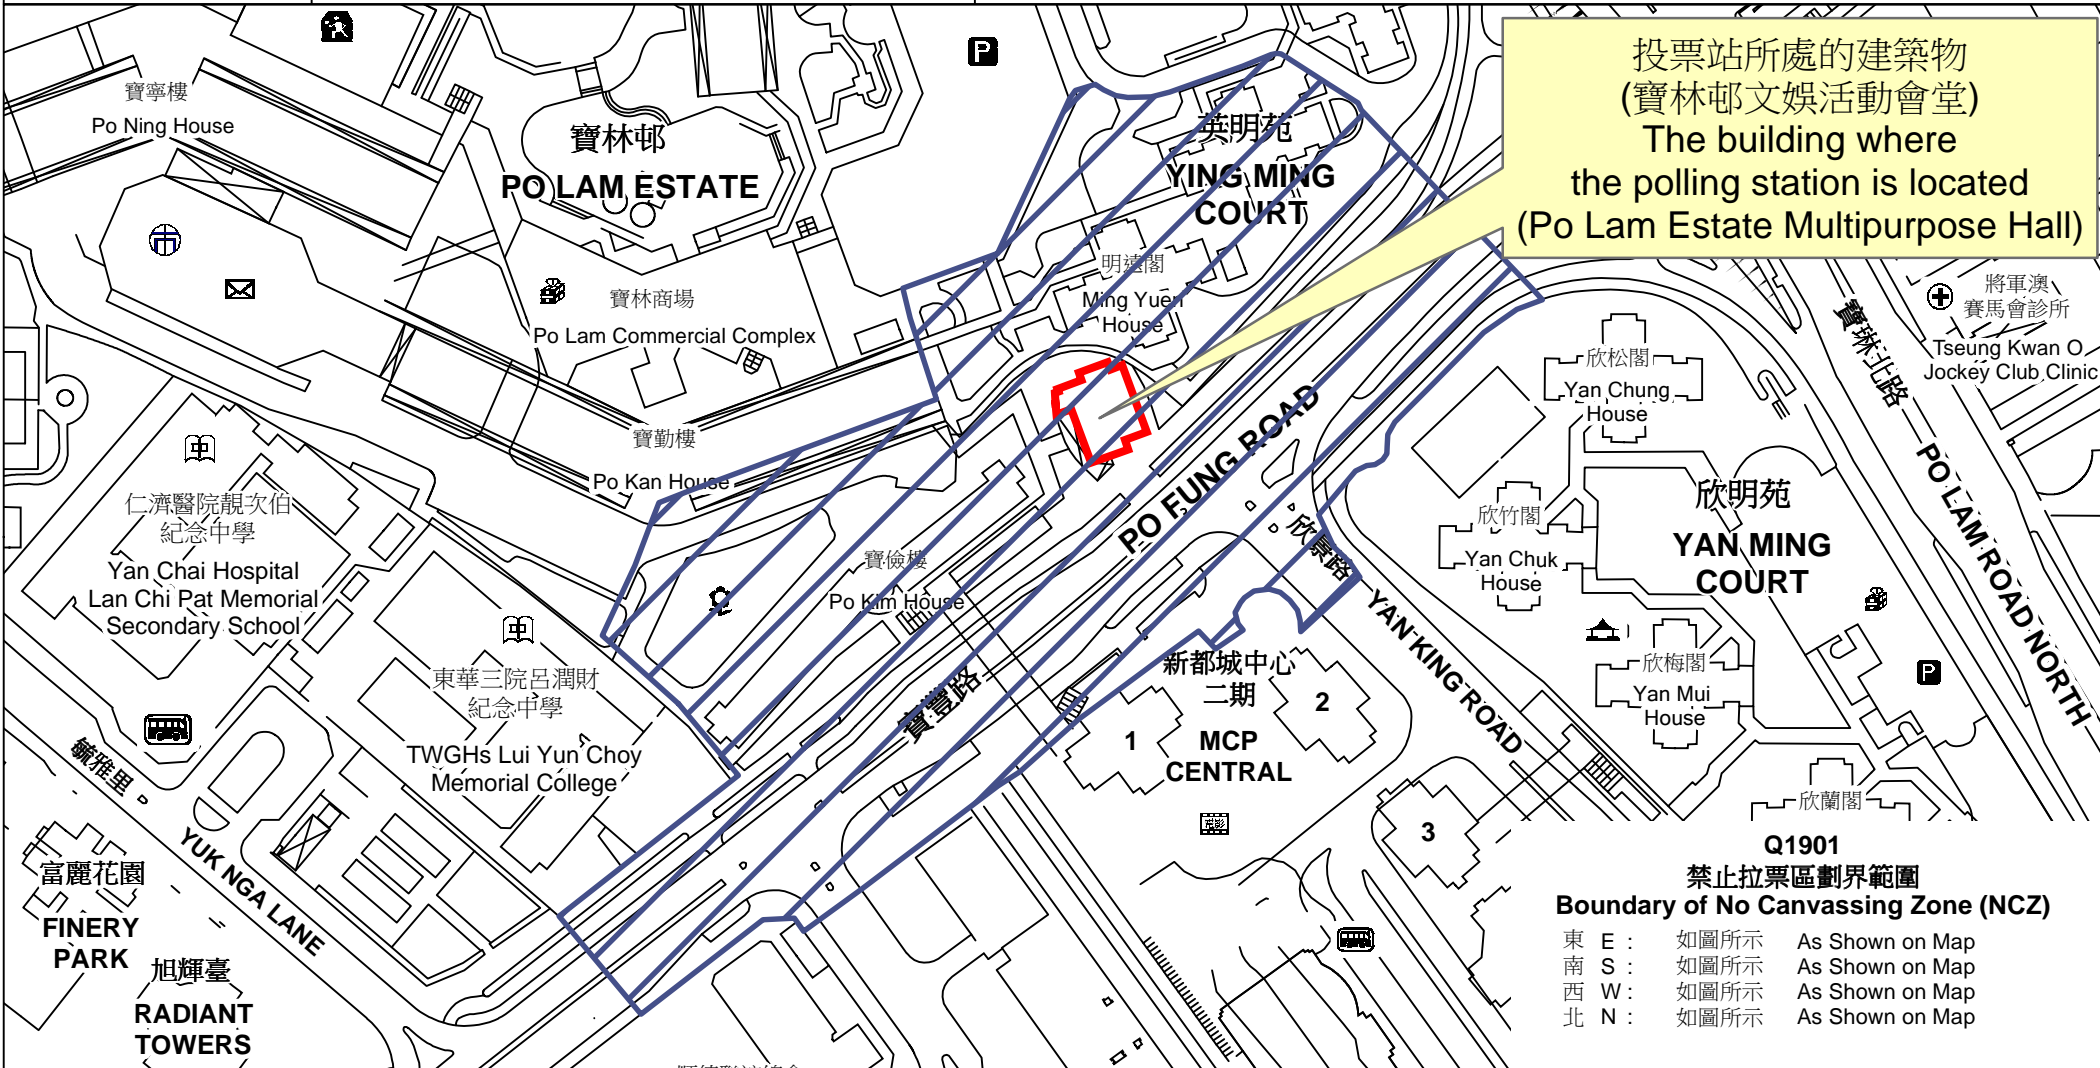 投票站所處的建築物
(寶林邨文娛活動會堂)
The building where
the polling station is located
(Po Lam Estate Multipurpose Hall)
寶寧樓
Po Ning House
寶林邨
PO LAM ESTATE
英明苑
YING MING
COURT
明遠閣
Ming Yuen
House
寶林商場
Po Lam Commercial Complex
將軍澳
賽馬會診所
Tseung Kwan O
Jockey Club Clinic
寶琳北路
PO LAM ROAD NORTH
欣松閣
Yan Chung
House
寶勤樓
Po Kan House
PO FUNG ROAD
寶豐路
欣竹閣
Yan Chuk
House
欣明苑
YAN MING
COURT
仁濟醫院靚次伯
紀念中學
Yan Chai Hospital
Lan Chi Pat Memorial
Secondary School
寶儉樓
Po Kim House
欣景路
YAN KING ROAD
欣梅閣
Yan Mui
House
東華三院呂潤財
紀念中學
TWGHs Lui Yun Choy
Memorial College
新都城中心
二期
MCP
CENTRAL
1
2
3
欣蘭閣
毓雅里
YUK NGA LANE
富麗花園
FINERY
PARK
旭輝臺
RADIANT
TOWERS
P
P
中
中
Q1901
禁止拉票區劃界範圍
Boundary of No Canvassing Zone (NCZ)
東 E : 如圖所示 As Shown on Map
南 S : 如圖所示 As Shown on Map
西 W : 如圖所示 As Shown on Map
北 N : 如圖所示 As Shown on Map